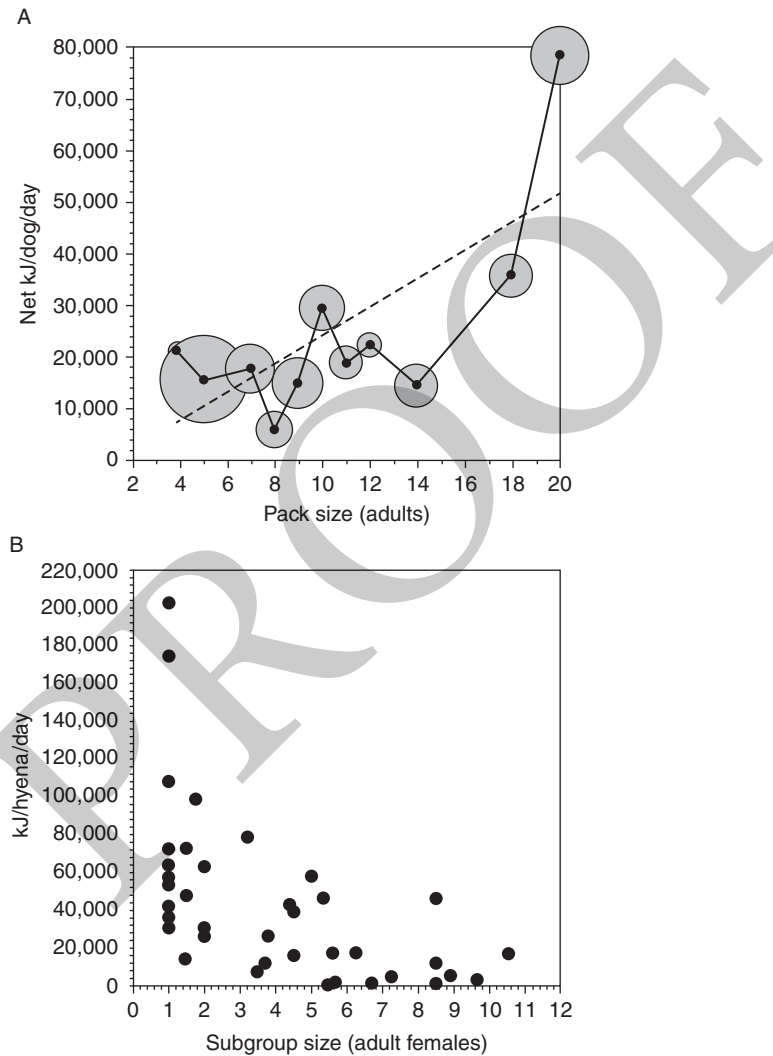 A
80,000
70,000
60,000
50,000
40,000
30,000
20,000
10,000
0
Net kJ/dog/day
2 4 6 8 10 12 14 16 18 20
Pack size (adults)
B
220,000
200,000
180,000
160,000
140,000
120,000
100,000
80,000
60,000
40,000
20,000
0
kJ/hyena/day
0 1 2 3 4 5 6 7 8 9 10 11 12
Subgroup size (adult females)
PROOF